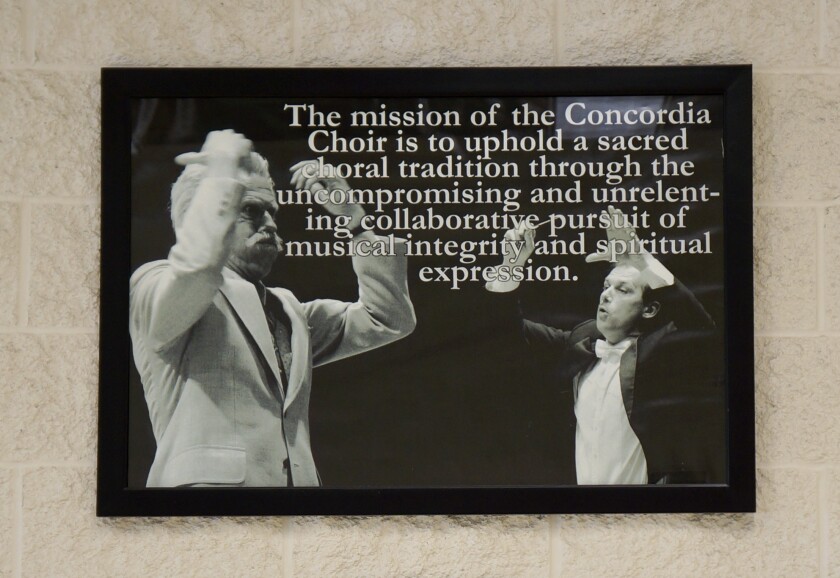 The mission of the Concordia
Choir is to uphold a sacred
choral tradition through the
uncompromising and unrelent-
ing collaborative pursuit of
musical integrity and spiritual
expression.